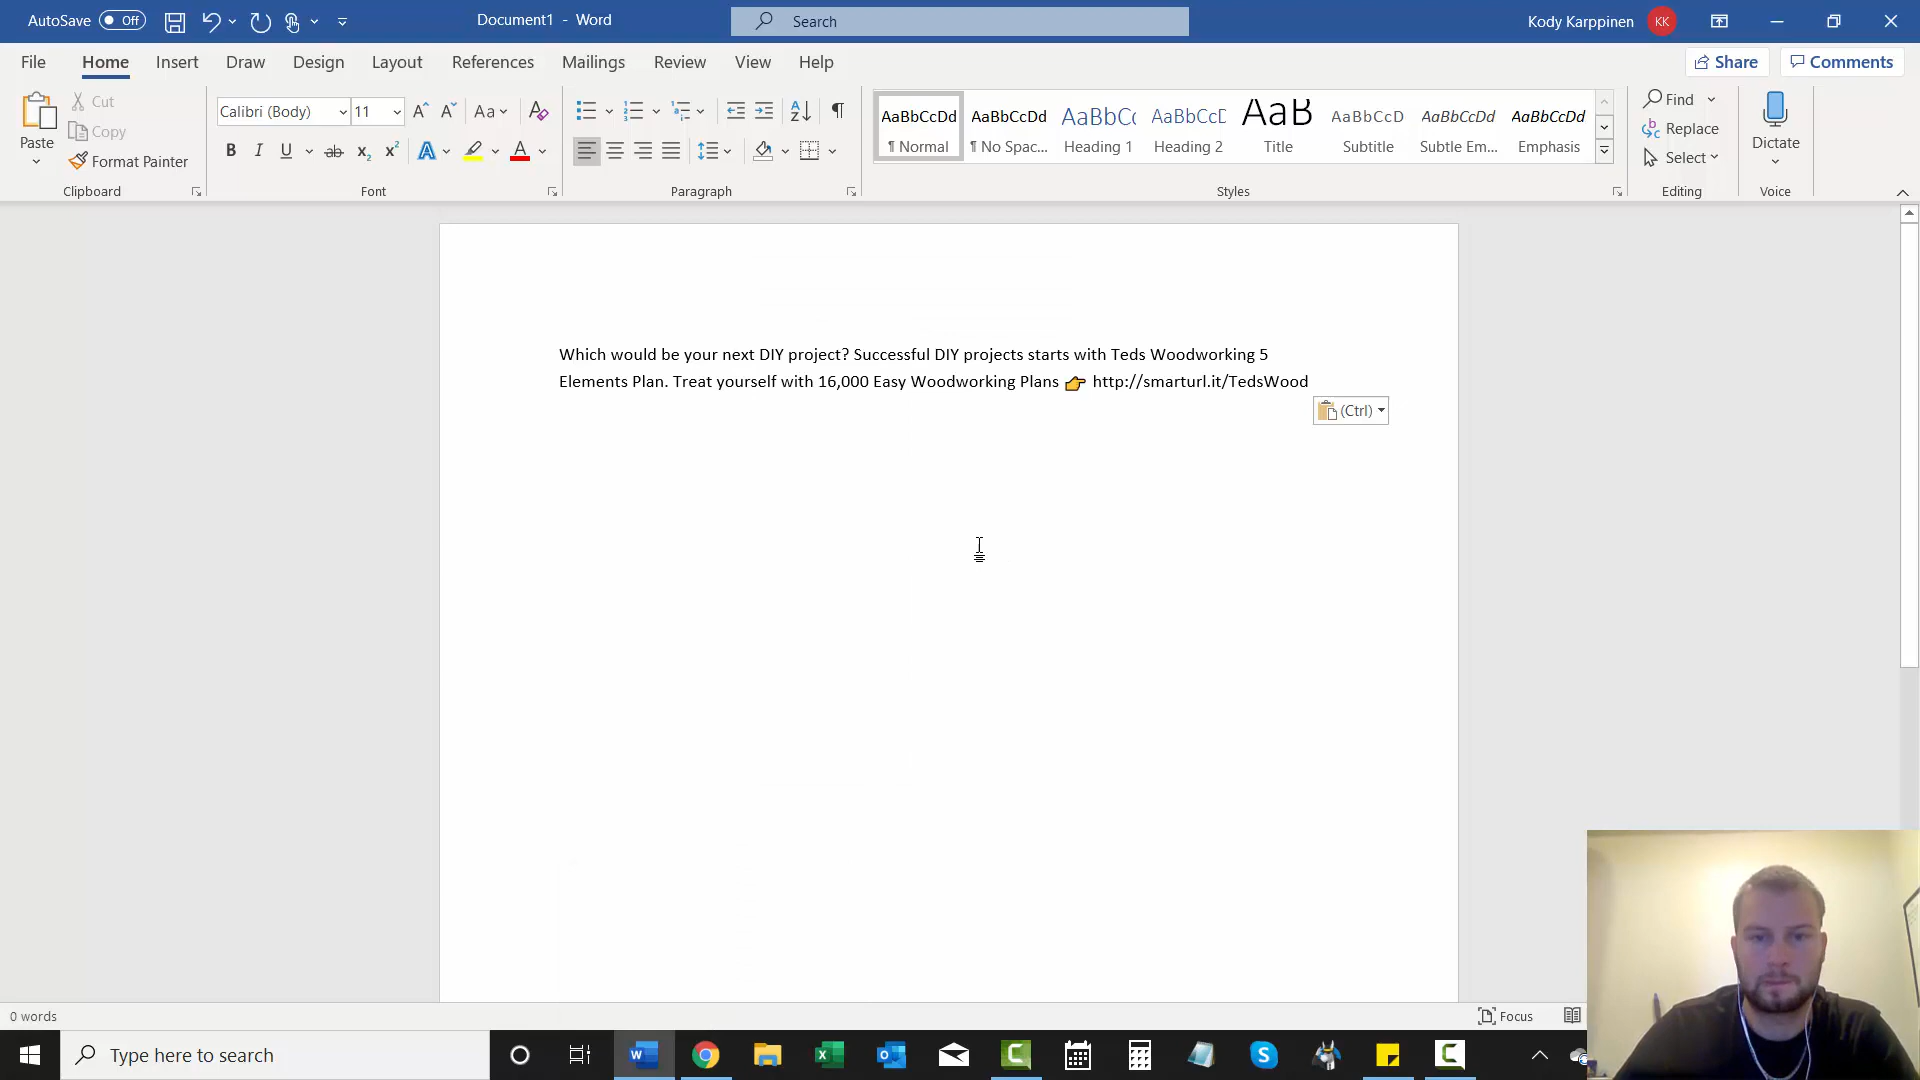 AutoSave Off Document1 - Word Search Kody Karppinen KK
File Home Insert Draw Design Layout References Mailings Review View Help Share Comments
Paste Cut Copy Format Painter
Clipboard
Calibri (Body) 11 Aa
B I U ab x₂ x² A A
Font
Paragraph
AaBbCcDd AaBbCcDd AaBbCc AaBbCcD AaB AaBbCcD AaBbCcDd AaBbCcDd
¶ Normal ¶ No Spac... Heading 1 Heading 2 Title Subtitle Subtle Em... Emphasis
Styles
Find
Replace
Select
Editing
Dictate
Voice
Which would be your next DIY project? Successful DIY projects starts with Teds Woodworking 5
Elements Plan. Treat yourself with 16,000 Easy Woodworking Plans 👉 http://smarturl.it/TedsWood
(Ctrl)
0 words Focus
Type here to search